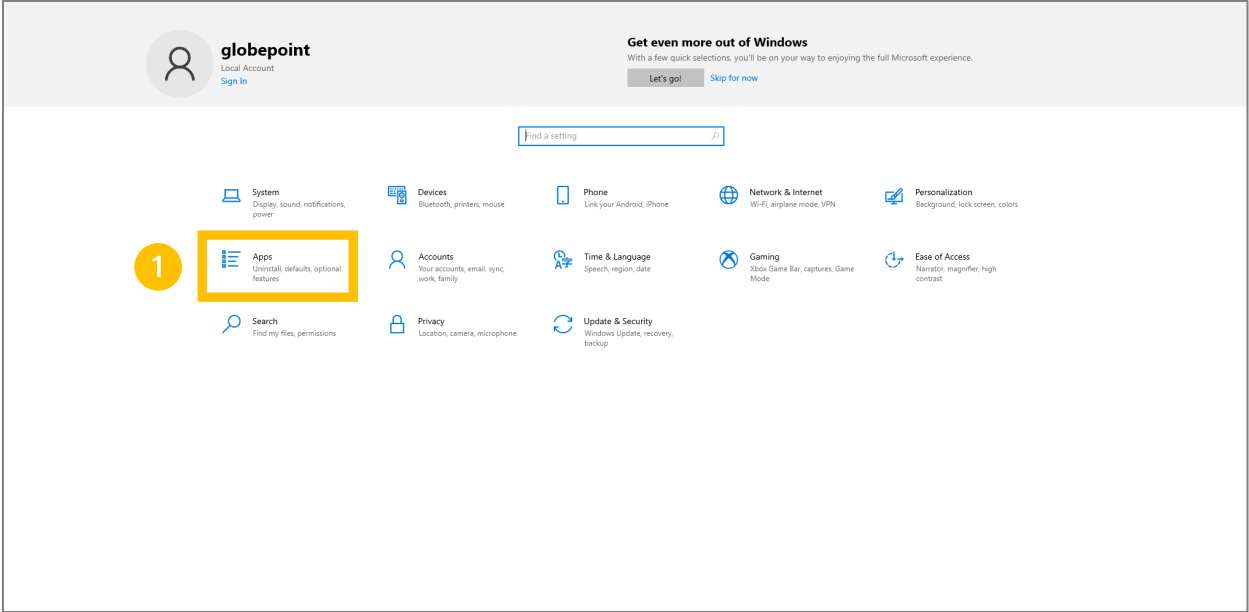 globepoint
Local Account
Sign In
Get even more out of Windows
With a few quick selections, you'll be on your way to enjoying the full Microsoft experience.
Let's go!
Skip for now
Find a setting
System
Display, sound, notifications,
power
Devices
Bluetooth, printers, mouse
Phone
Link your Android, iPhone
Network & Internet
Wi-Fi, airplane mode, VPN
Personalization
Background, lock screen, colors
1
Apps
Uninstall, defaults, optional
features
Accounts
Your accounts, email, sync,
work, family
Time & Language
Speech, region, date
Gaming
Xbox Game Bar, captures, Game
Mode
Ease of Access
Narrator, magnifier, high
contrast
Search
Find my files, permissions
Privacy
Location, camera, microphone
Update & Security
Windows Update, recovery,
backup